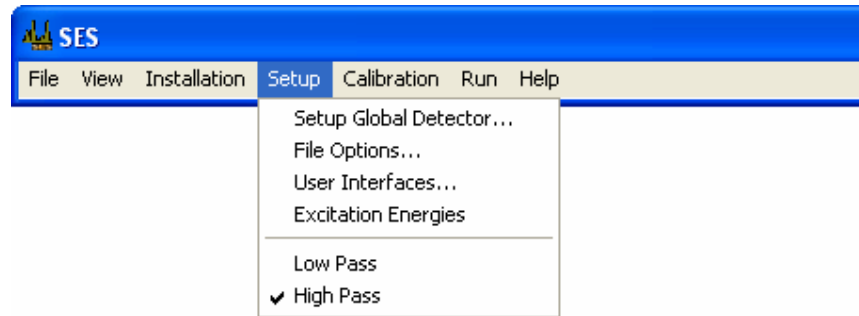 SES
File View Installation Setup Calibration Run Help
Setup Global Detector...
File Options...
User Interfaces...
Excitation Energies
Low Pass
High Pass